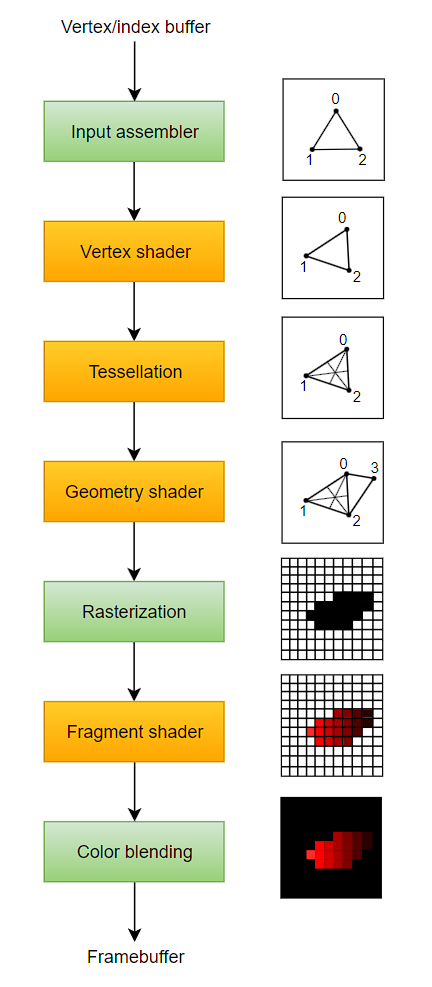 Vertex/index buffer
Input assembler
0
1
2
Vertex shader
0
1
2
Tessellation
0
1
2
Geometry shader
0
3
1
2
Rasterization
Fragment shader
Color blending
Framebuffer